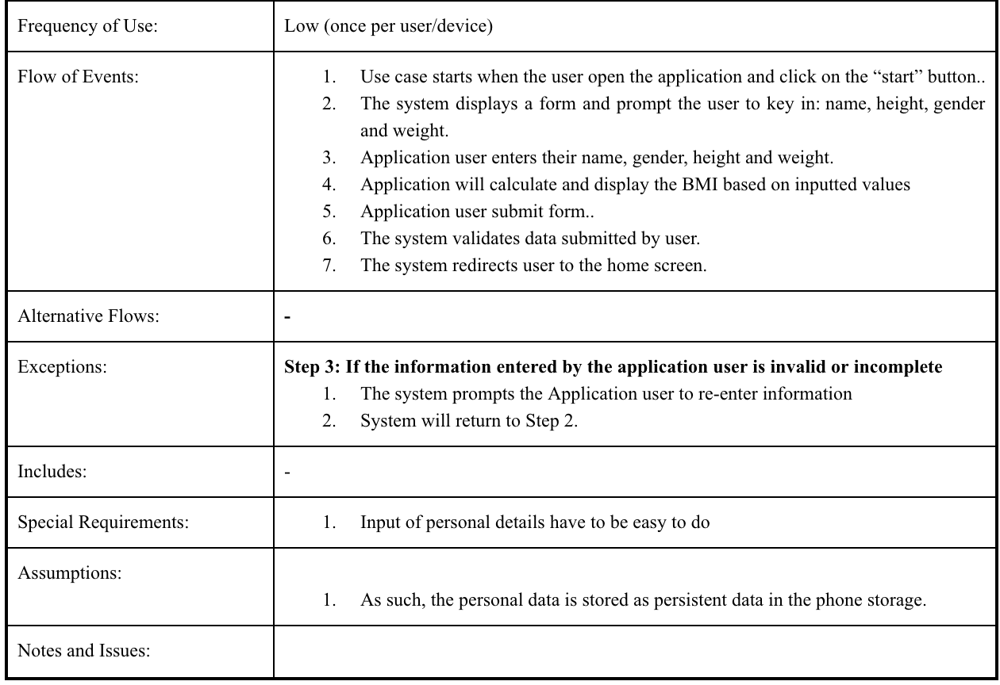 Frequency of Use:
Low (once per user/device)
Flow of Events:
1. Use case starts when the user open the application and click on the “start” button..
2. The system displays a form and prompt the user to key in: name, height, gender
and weight.
3. Application user enters their name, gender, height and weight.
4. Application will calculate and display the BMI based on inputted values
5. Application user submit form..
6. The system validates data submitted by user.
7. The system redirects user to the home screen.
Alternative Flows:
-
Exceptions:
Step 3: If the information entered by the application user is invalid or incomplete
1. The system prompts the Application user to re-enter information
2. System will return to Step 2.
Includes:
-
Special Requirements:
1. Input of personal details have to be easy to do
Assumptions:
1. As such, the personal data is stored as persistent data in the phone storage.
Notes and Issues: